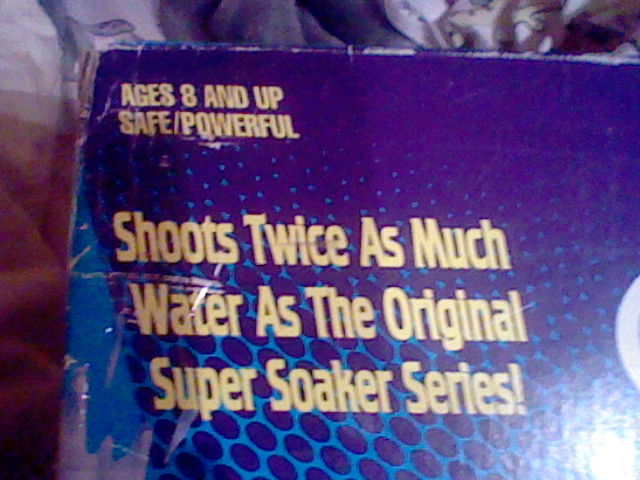 AGES 8 AND UP
SAFE/POWERFUL
Shoots Twice As Much
Water As The Original
Super Soaker Series!